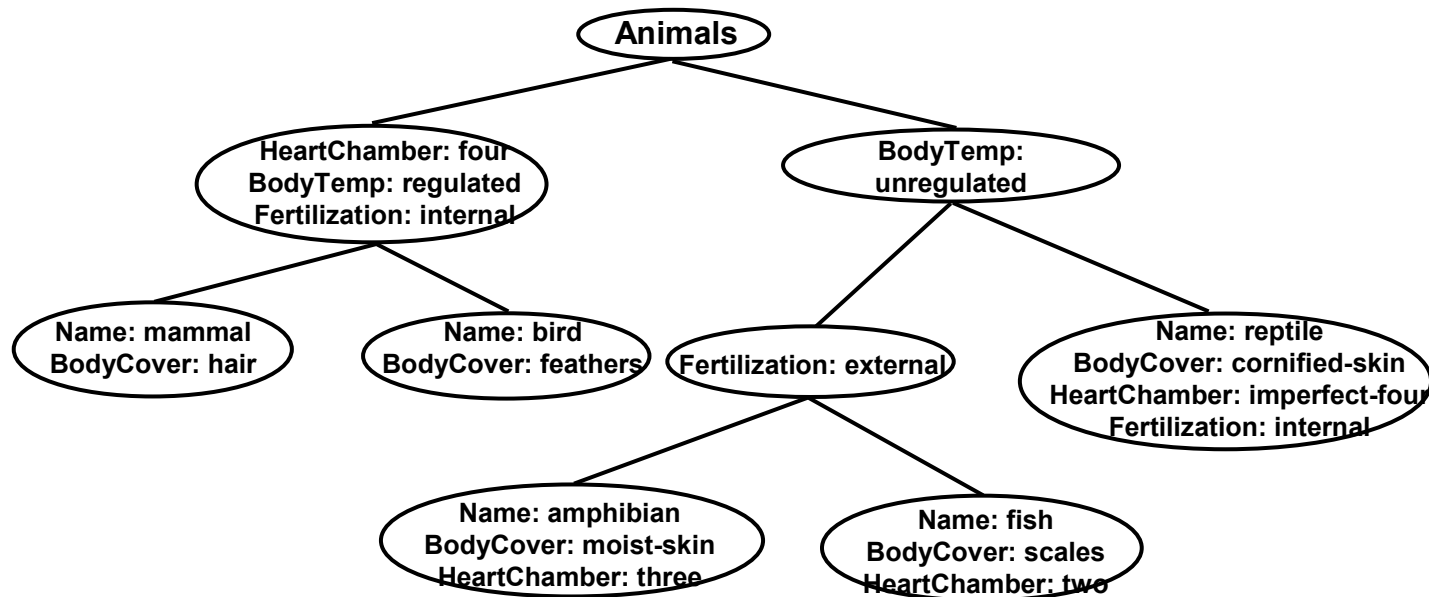 Animals
HeartChamber: four
BodyTemp: regulated
Fertilization: internal
BodyTemp:
unregulated
Name: mammal
BodyCover: hair
Name: bird
BodyCover: feathers
Fertilization: external
Name: reptile
BodyCover: cornified-skin
HeartChamber: imperfect-four
Fertilization: internal
Name: amphibian
BodyCover: moist-skin
HeartChamber: three
Name: fish
BodyCover: scales
HeartChamber: two